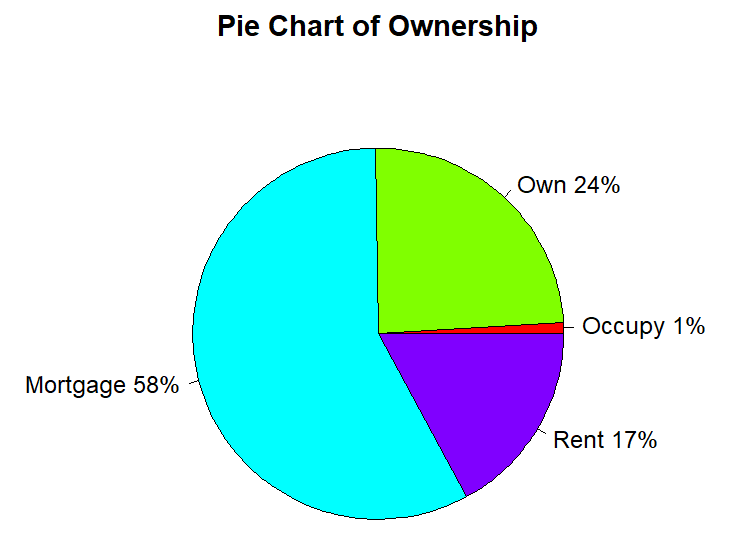 Pie Chart of Ownership
Own 24%
Occupy 1%
Mortgage 58%
Rent 17%